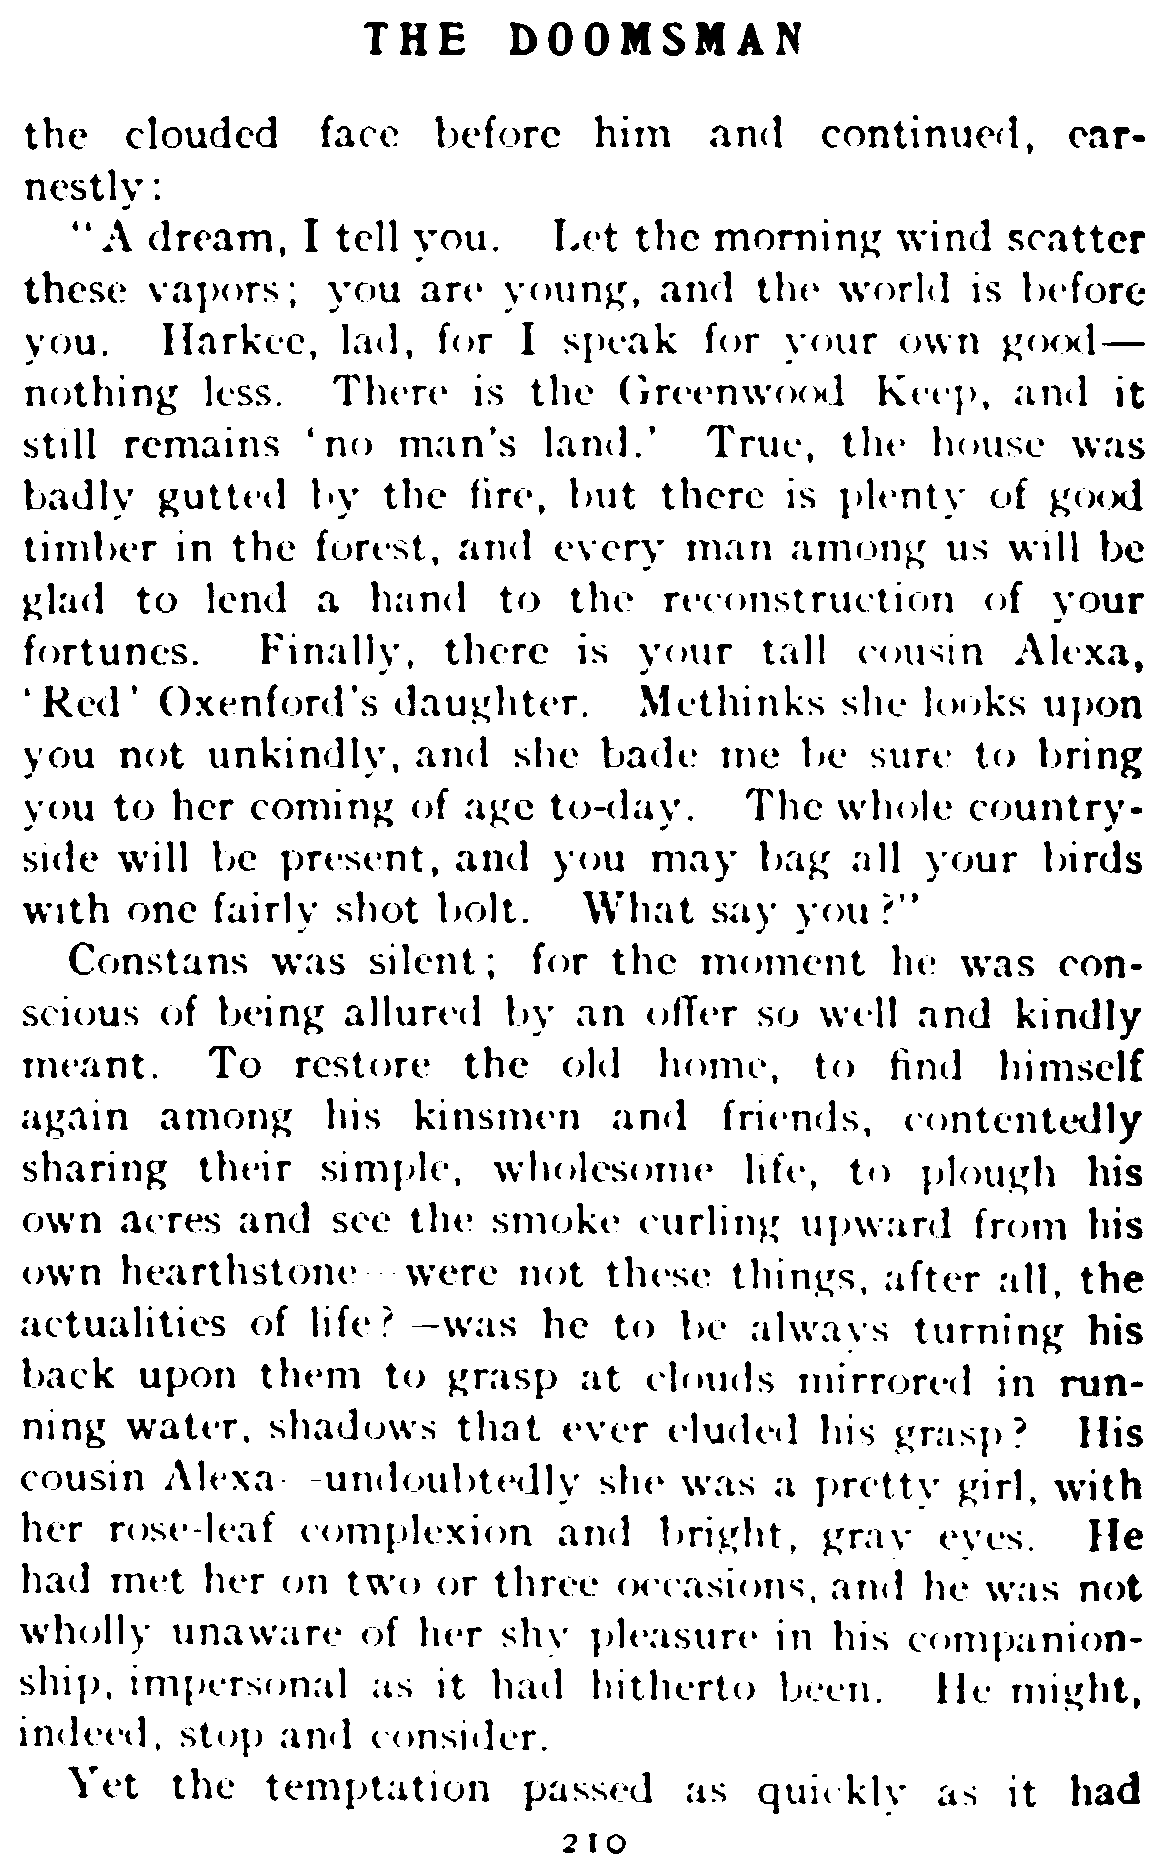 THE DOOMSMAN
the clouded face before him and continued, ear-
nestly:
"A dream, I tell you. Let the morning wind scatter
these vapors; you are young, and the world is before
you. Harkee, lad, for I speak for your own good—
nothing less. There is the Greenwood Keep, and it
still remains 'no man's land.' True, the house was
badly gutted by the fire, but there is plenty of good
timber in the forest, and every man among us will be
glad to lend a hand to the reconstruction of your
fortunes. Finally, there is your tall cousin Alexa,
'Red' Oxenford's daughter. Methinks she looks upon
you not unkindly, and she bade me be sure to bring
you to her coming of age to-day. The whole country-
side will be present, and you may bag all your birds
with one fairly shot bolt. What say you?"
Constans was silent; for the moment he was con-
scious of being allured by an offer so well and kindly
meant. To restore the old home, to find himself
again among his kinsmen and friends, contentedly
sharing their simple, wholesome life, to plough his
own acres and see the smoke curling upward from his
own hearthstone—were not these things, after all, the
actualities of life?—was he to be always turning his
back upon them to grasp at clouds mirrored in run-
ning water, shadows that ever eluded his grasp? His
cousin Alexa—undoubtedly she was a pretty girl, with
her rose-leaf complexion and bright, gray eyes. He
had met her on two or three occasions, and he was not
wholly unaware of her shy pleasure in his companion-
ship, impersonal as it had hitherto been. He might,
indeed, stop and consider.
Yet the temptation passed as quickly as it had
210